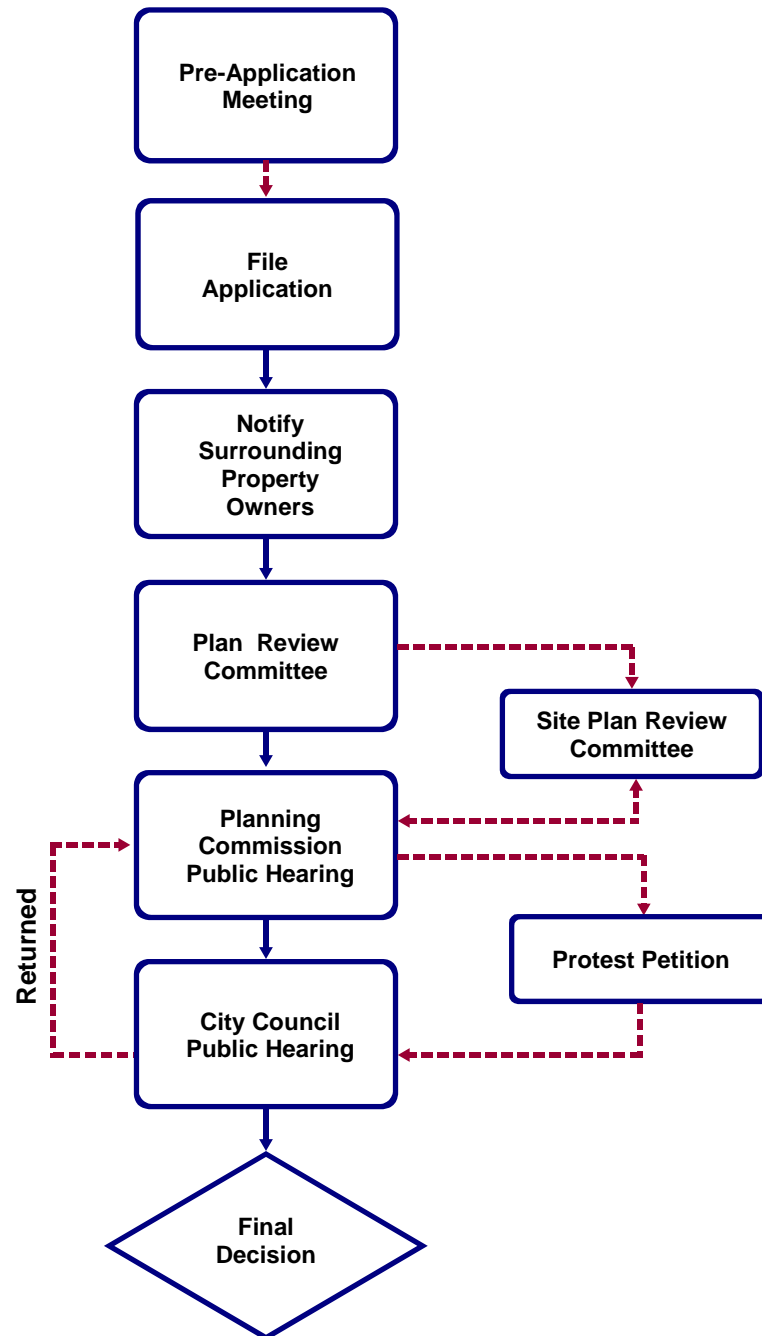 Pre-Application
Meeting
File
Application
Notify
Surrounding
Property
Owners
Plan Review
Committee
Site Plan Review
Committee
Planning
Commission
Public Hearing
Returned
Protest Petition
City Council
Public Hearing
Final
Decision